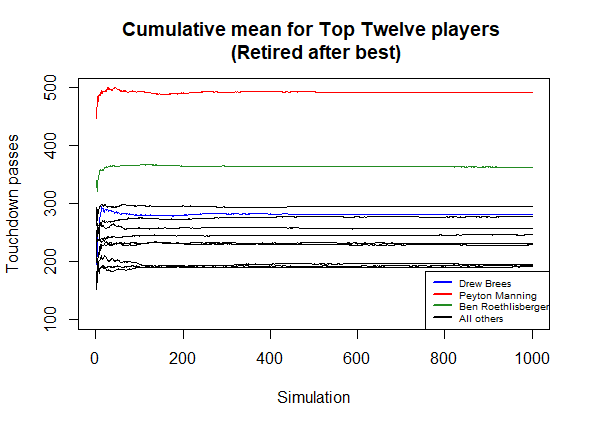 Cumulative mean for Top Twelve players
(Retired after best)
Touchdown passes
500
400
300
200
100
Drew Brees
Peyton Manning
Ben Roethlisberger
All others
0 200 400 600 800 1000
Simulation